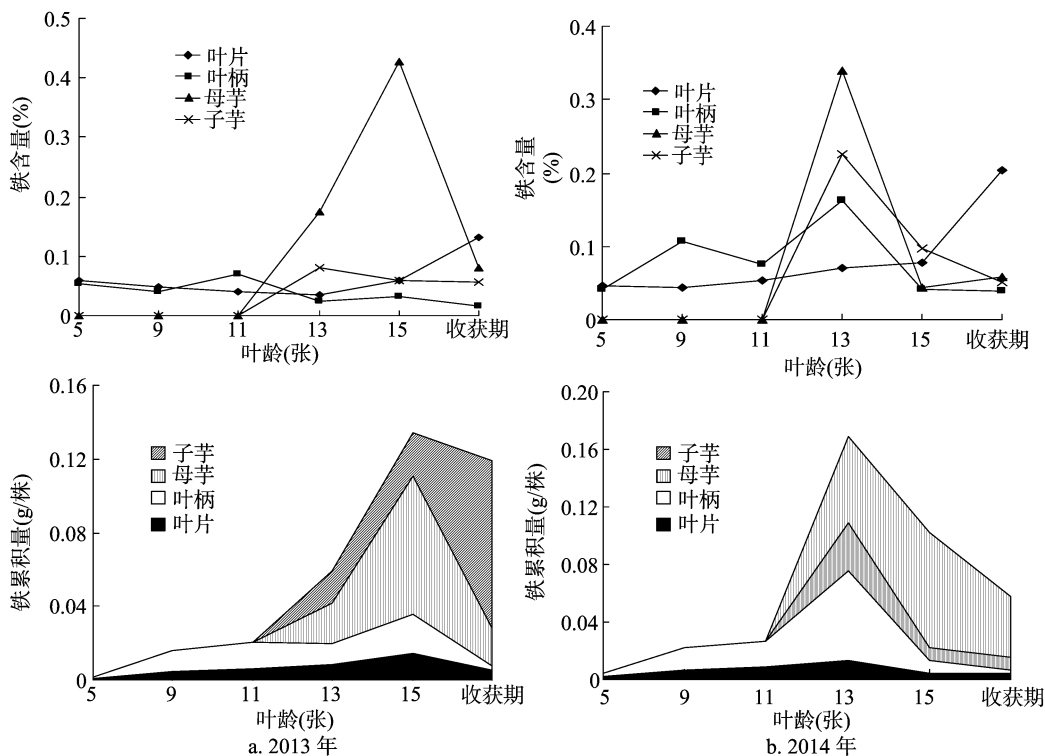 0.5
0.4
0.3
0.2
0.1
0
铁含量(%)
叶片
叶柄
母芋
子芋
5 9 11 13 15 收获期
叶龄(张)
0.4
0.3
0.2
0.1
0
铁含量
(%)
叶片
叶柄
母芋
子芋
5 9 11 13 15 收获期
叶龄(张)
0.16
0.12
0.08
0.04
0
铁累积量(g/株)
子芋
母芋
叶柄
叶片
5 9 11 13 15 收获期
叶龄(张)
a. 2013 年
0.20
0.16
0.12
0.08
0.04
0
铁累积量(g/株)
子芋
母芋
叶柄
叶片
5 9 11 13 15 收获期
叶龄(张)
b. 2014 年